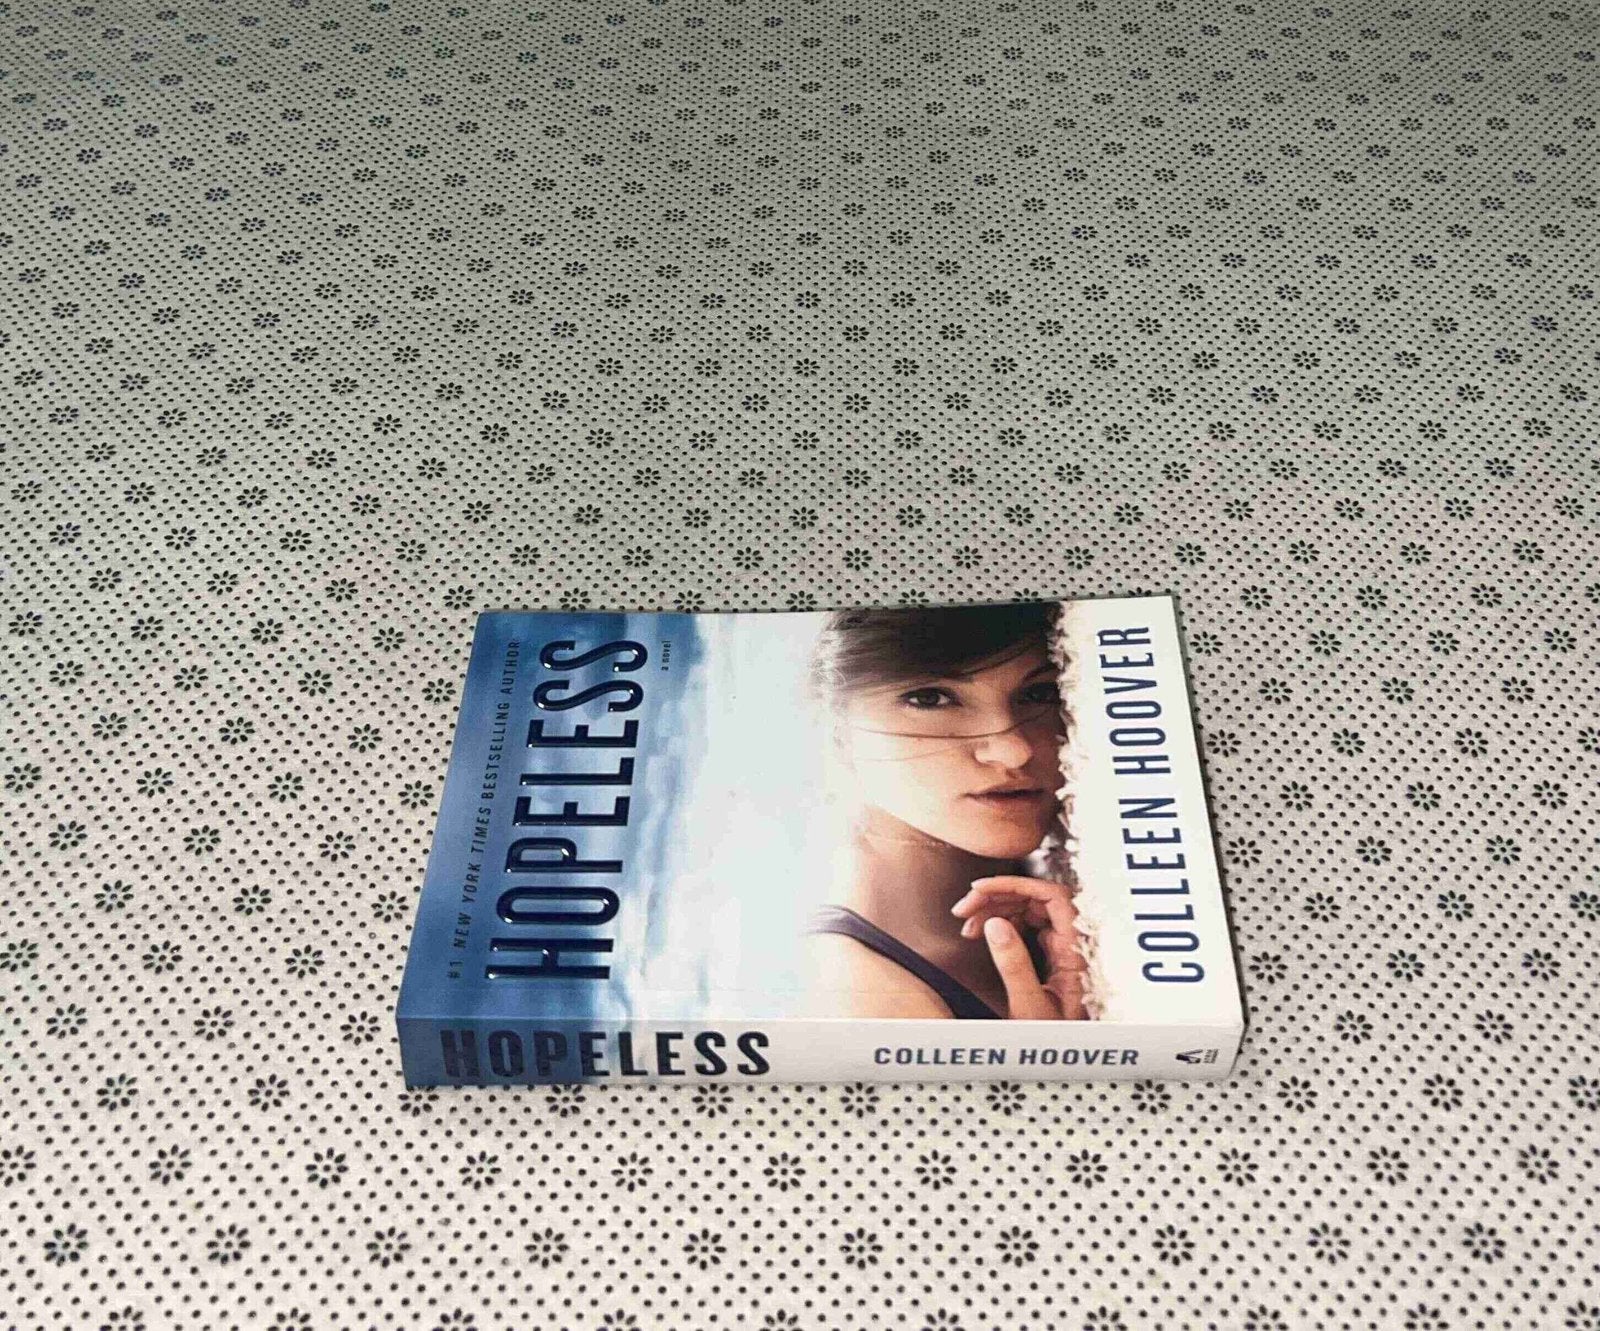 #1 NEW YORK TIMES BESTSELLING AUTHOR
HOPELESS
a novel
COLLEEN HOOVER
HOPELESS
COLLEEN HOOVER